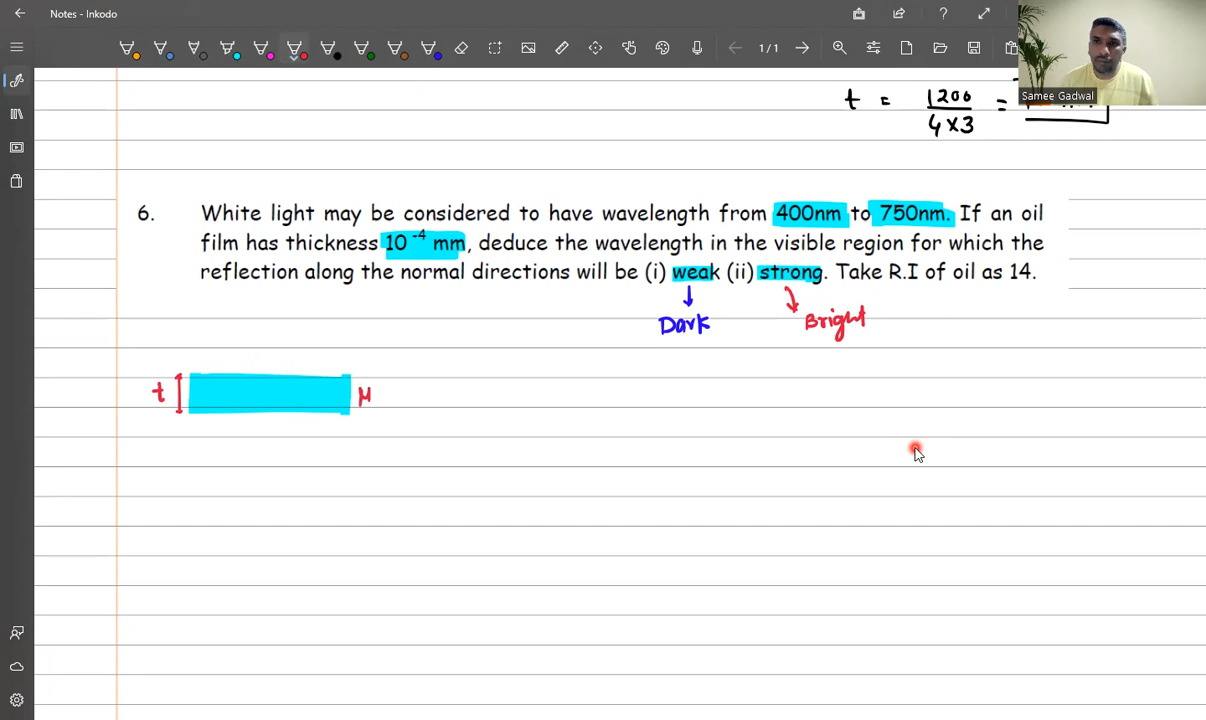 Notes - Inkodo
1/1
Samee Gadwal
t = 1200 =
4×3
6. White light may be considered to have wavelength from 400nm to 750nm. If an oil
film has thickness 10⁻⁴ mm, deduce the wavelength in the visible region for which the
reflection along the normal directions will be (i) weak (ii) strong. Take R.I of oil as 14.
Dark
Bright
t
μ